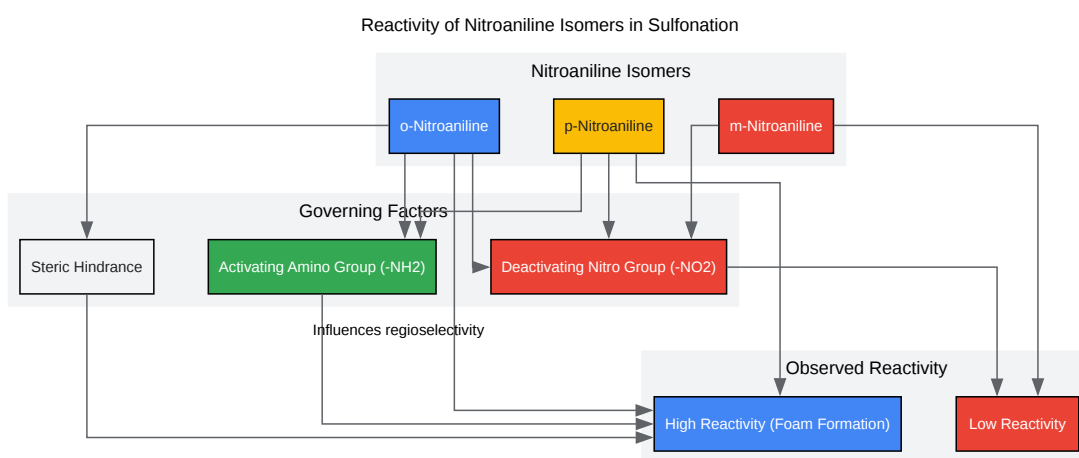 Reactivity of Nitroaniline Isomers in Sulfonation
Nitroaniline Isomers
o-Nitroaniline
p-Nitroaniline
m-Nitroaniline
Governing Factors
Steric Hindrance
Activating Amino Group (-NH2)
Deactivating Nitro Group (-NO2)
Influences regioselectivity
Observed Reactivity
High Reactivity (Foam Formation)
Low Reactivity